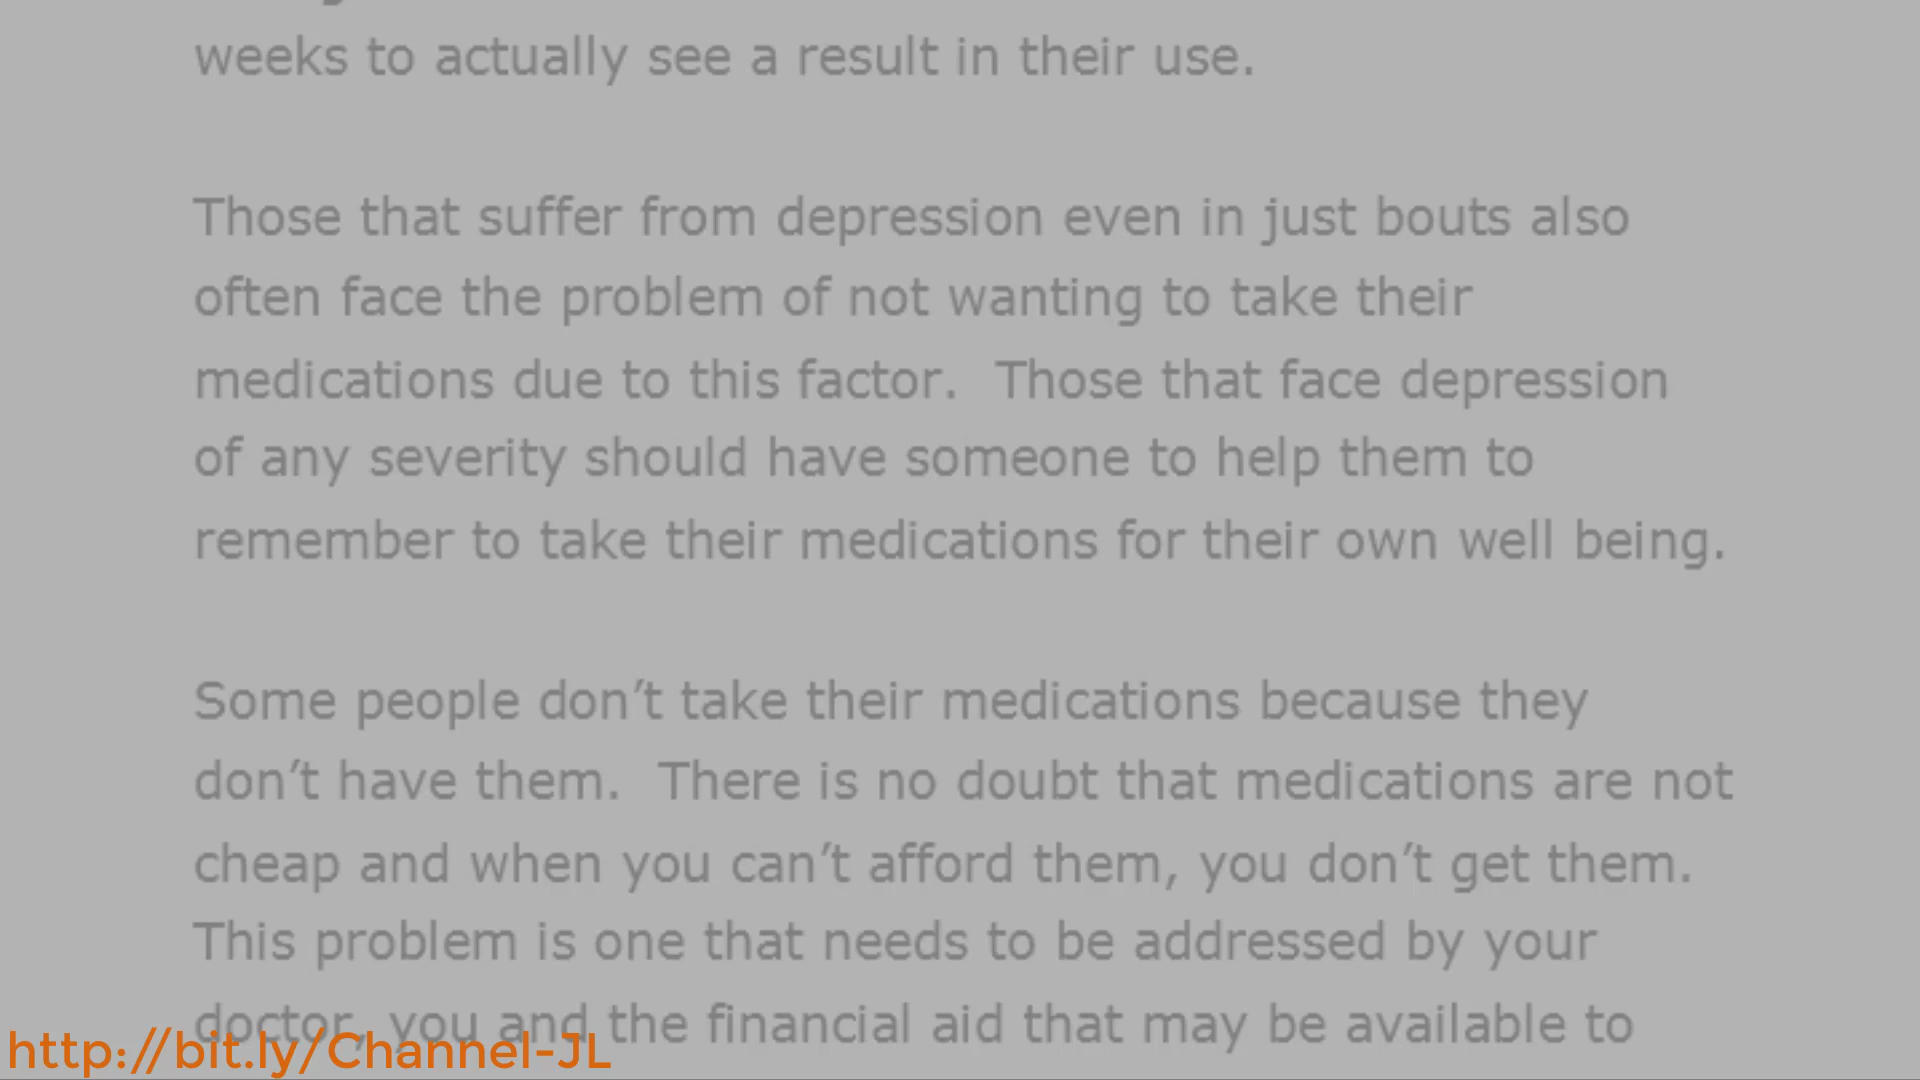 weeks to actually see a result in their use.
Those that suffer from depression even in just bouts also
often face the problem of not wanting to take their
medications due to this factor.  Those that face depression
of any severity should have someone to help them to
remember to take their medications for their own well being.
Some people don’t take their medications because they
don’t have them.  There is no doubt that medications are not
cheap and when you can’t afford them, you don’t get them.
This problem is one that needs to be addressed by your
doctor, you and the financial aid that may be available to
http://bit.ly/Channel-JL